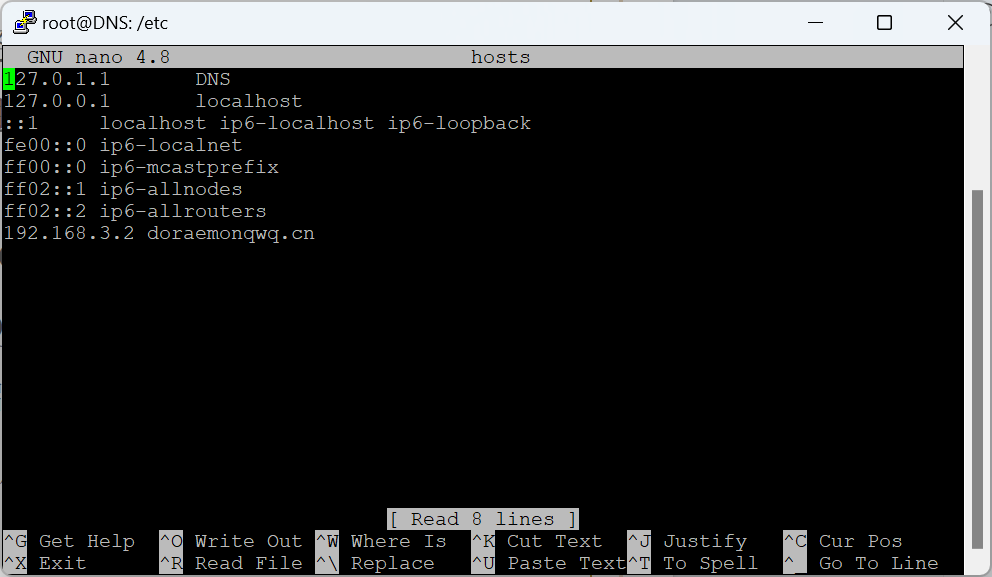 root@DNS: /etc
GNU nano 4.8 hosts
127.0.1.1 DNS
127.0.0.1 localhost
::1 localhost ip6-localhost ip6-loopback
fe00::0 ip6-localnet
ff00::0 ip6-mcastprefix
ff02::1 ip6-allnodes
ff02::2 ip6-allrouters
192.168.3.2 doraemonqwq.cn
[ Read 8 lines ]
^G Get Help ^O Write Out ^W Where Is ^K Cut Text ^J Justify ^C Cur Pos
^X Exit ^R Read File ^\ Replace ^U Paste Text ^T To Spell ^_ Go To Line